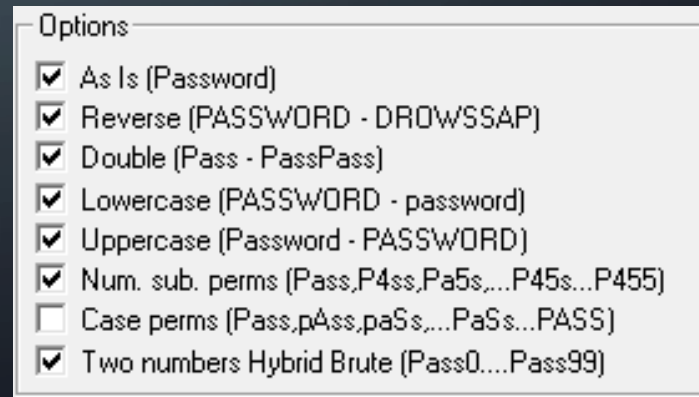 Options
As Is (Password)
Reverse (PASSWORD - DROWSSAP)
Double (Pass - PassPass)
Lowercase (PASSWORD - password)
Uppercase (Password - PASSWORD)
Num. sub. perms (Pass,P4ss,Pa5s,...P45s...P455)
Case perms (Pass,pAss,paSs,...PaSs...PASS)
Two numbers Hybrid Brute (Pass0....Pass99)